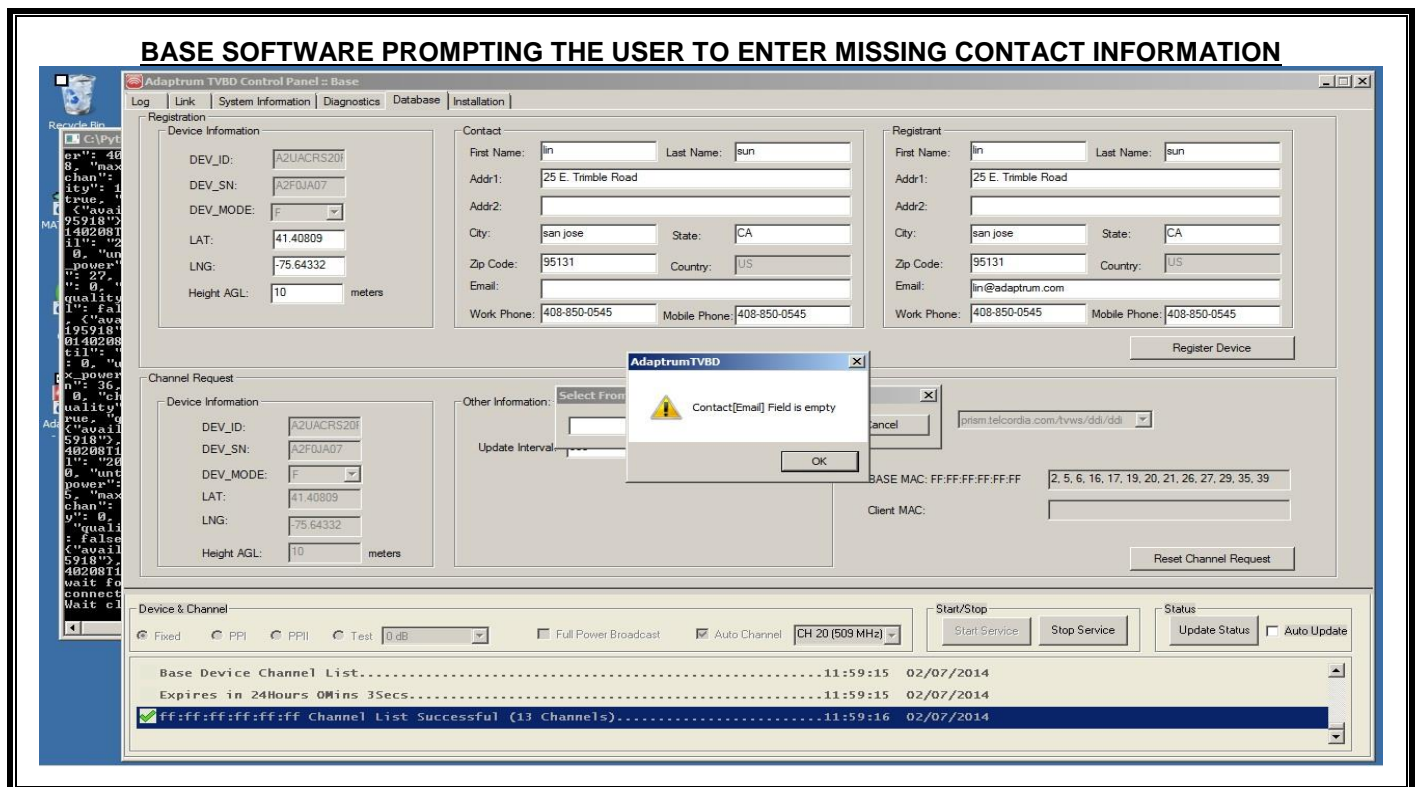 BASE SOFTWARE PROMPTING THE USER TO ENTER MISSING CONTACT INFORMATION
Adaptrum TVBD Control Panel :: Base
Log Link System Information Diagnostics Database Installation
Recycle Bin
Registration
Device Information
DEV_ID: A2UACRS20
DEV_SN: A2F0JA07
DEV_MODE: F
LAT: 41.40809
LNG: -75.64332
Height AGL: 10 meters
Contact
First Name: lin Last Name: sun
Addr1: 25 E. Trimble Road
Addr2:
City: san jose State: CA
Zip Code: 95131 Country: US
Email:
Work Phone: 408-850-0545 Mobile Phone: 408-850-0545
Registrant
First Name: lin Last Name: sun
Addr1: 25 E. Trimble Road
Addr2:
City: san jose State: CA
Zip Code: 95131 Country: US
Email: lin@adaptrum.com
Work Phone: 408-850-0545 Mobile Phone: 408-850-0545
Register Device
AdaptrumTVBD
Contact[Email] Field is empty
OK
Channel Request
Device Information
DEV_ID: A2UACRS20
DEV_SN: A2F0JA07
DEV_MODE: F
LAT: 41.40809
LNG: -75.64332
Height AGL: 10 meters
Other Information:
Update Interval:
Select From
ancel
prism.telcordia.com/tvws/ddi/ddi
BASE MAC: FF:FF:FF:FF:FF:FF 2, 5, 6, 16, 17, 19, 20, 21, 26, 27, 29, 35, 39
Client MAC:
Reset Channel Request
Device & Channel
Fixed PPI PPII Test 0 dB Full Power Broadcast Auto Channel CH 20 (509 MHz)
Start/Stop
Start Service Stop Service
Status
Update Status Auto Update
Base Device Channel List...........................................................11:59:15 02/07/2014
Expires in 24Hours 0Mins 3Secs.....................................................11:59:15 02/07/2014
ff:ff:ff:ff:ff:ff Channel List Successful (13 Channels)..........................11:59:16 02/07/2014